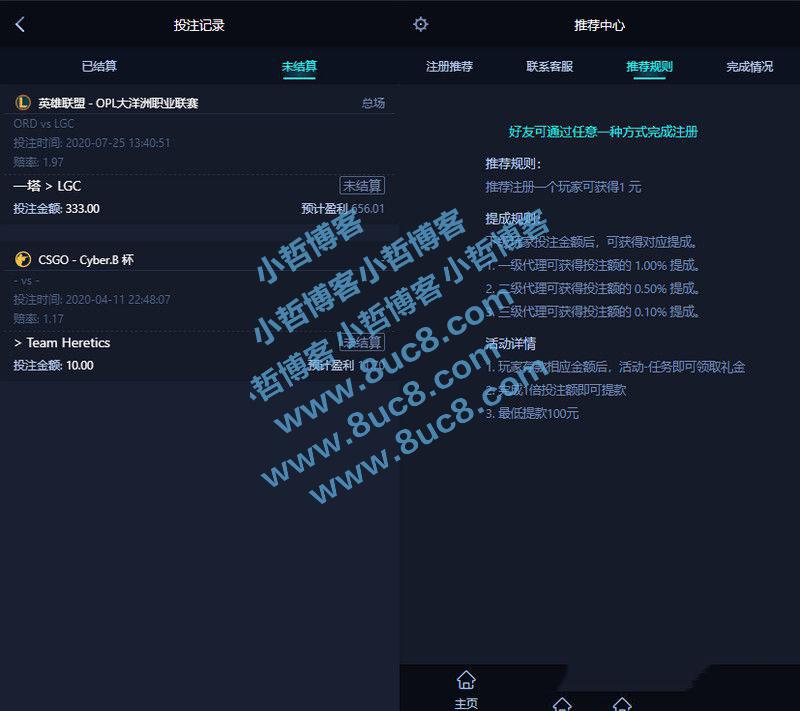 投注记录
已结算
未结算
英雄联盟 - OPL大洋洲职业联赛
总场
ORD vs LGC
投注时间: 2020-07-25 13:40:51
赔率: 1.97
一塔 > LGC
未结算
投注金额: 333.00
预计盈利 656.01
CSGO - Cyber.B 杯
- vs -
投注时间: 2020-04-11 22:48:07
赔率: 1.17
> Team Heretics
未结算
投注金额: 10.00
预计盈利
推荐中心
注册推荐
联系客服
推荐规则
完成情况
好友可通过任意一种方式完成注册
推荐规则:
推荐注册一个玩家可获得1 元
提成规则:
玩家投注金额后，可获得对应提成。
1. 一级代理可获得投注额的 1.00% 提成。
2. 二级代理可获得投注额的 0.50% 提成。
3. 三级代理可获得投注额的 0.10% 提成。
活动详情
1. 玩家存款相应金额后，活动-任务即可领取礼金
2. 完成1倍投注额即可提款
3. 最低提款100元
主页
小哲博客
小哲博客小哲博客
小哲博客 小哲博客 小哲博客
www.8uc8.com
www.8uc8.com
www.8uc8.com